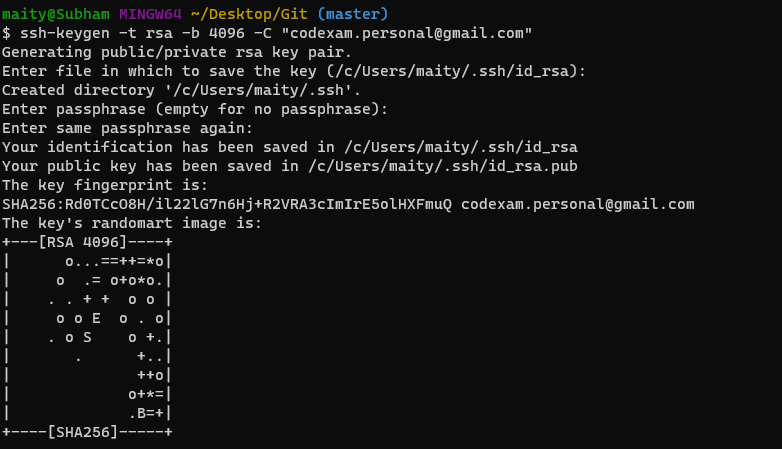 maity@Subham MINGW64 ~/Desktop/Git (master)
$ ssh-keygen -t rsa -b 4096 -C "codexam.personal@gmail.com"
Generating public/private rsa key pair.
Enter file in which to save the key (/c/Users/maity/.ssh/id_rsa):
Created directory '/c/Users/maity/.ssh'.
Enter passphrase (empty for no passphrase):
Enter same passphrase again:
Your identification has been saved in /c/Users/maity/.ssh/id_rsa
Your public key has been saved in /c/Users/maity/.ssh/id_rsa.pub
The key fingerprint is:
SHA256:Rd0TCcO8H/il22lG7n6Hj+R2VRA3cImIrE5olHXFmuQ codexam.personal@gmail.com
The key's randomart image is:
+---[RSA 4096]----+
|      o...==++=*o|
|     o  .= o+o*o.|
|    . . + +  o o |
|     o o E  o . o|
|    . o S    o +.|
|       .      +..|
|              ++o|
|             o+*=|
|             .B=+|
+----[SHA256]-----+